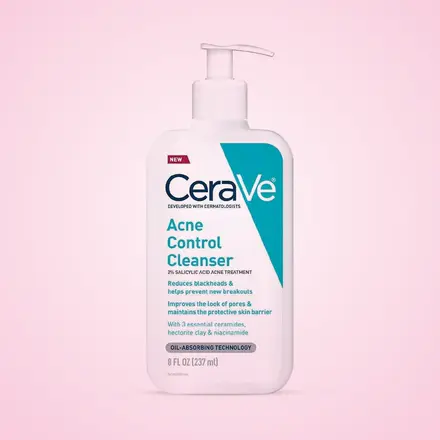 NEW
CeraVe®
DEVELOPED WITH CERMATOLOGISTS
Acne
Control
Cleanser
2% SALICYLIC ACID ACNE TREATMENT
Reduces blackheads &
helps prevent new breakouts
Improves the look of pores &
maintains the protective skin barrier
With 3 essential ceramides,
hectorite clay & niacinamide
OIL-ABSORBING TECHNOLOGY
8 FL OZ (237 ml)